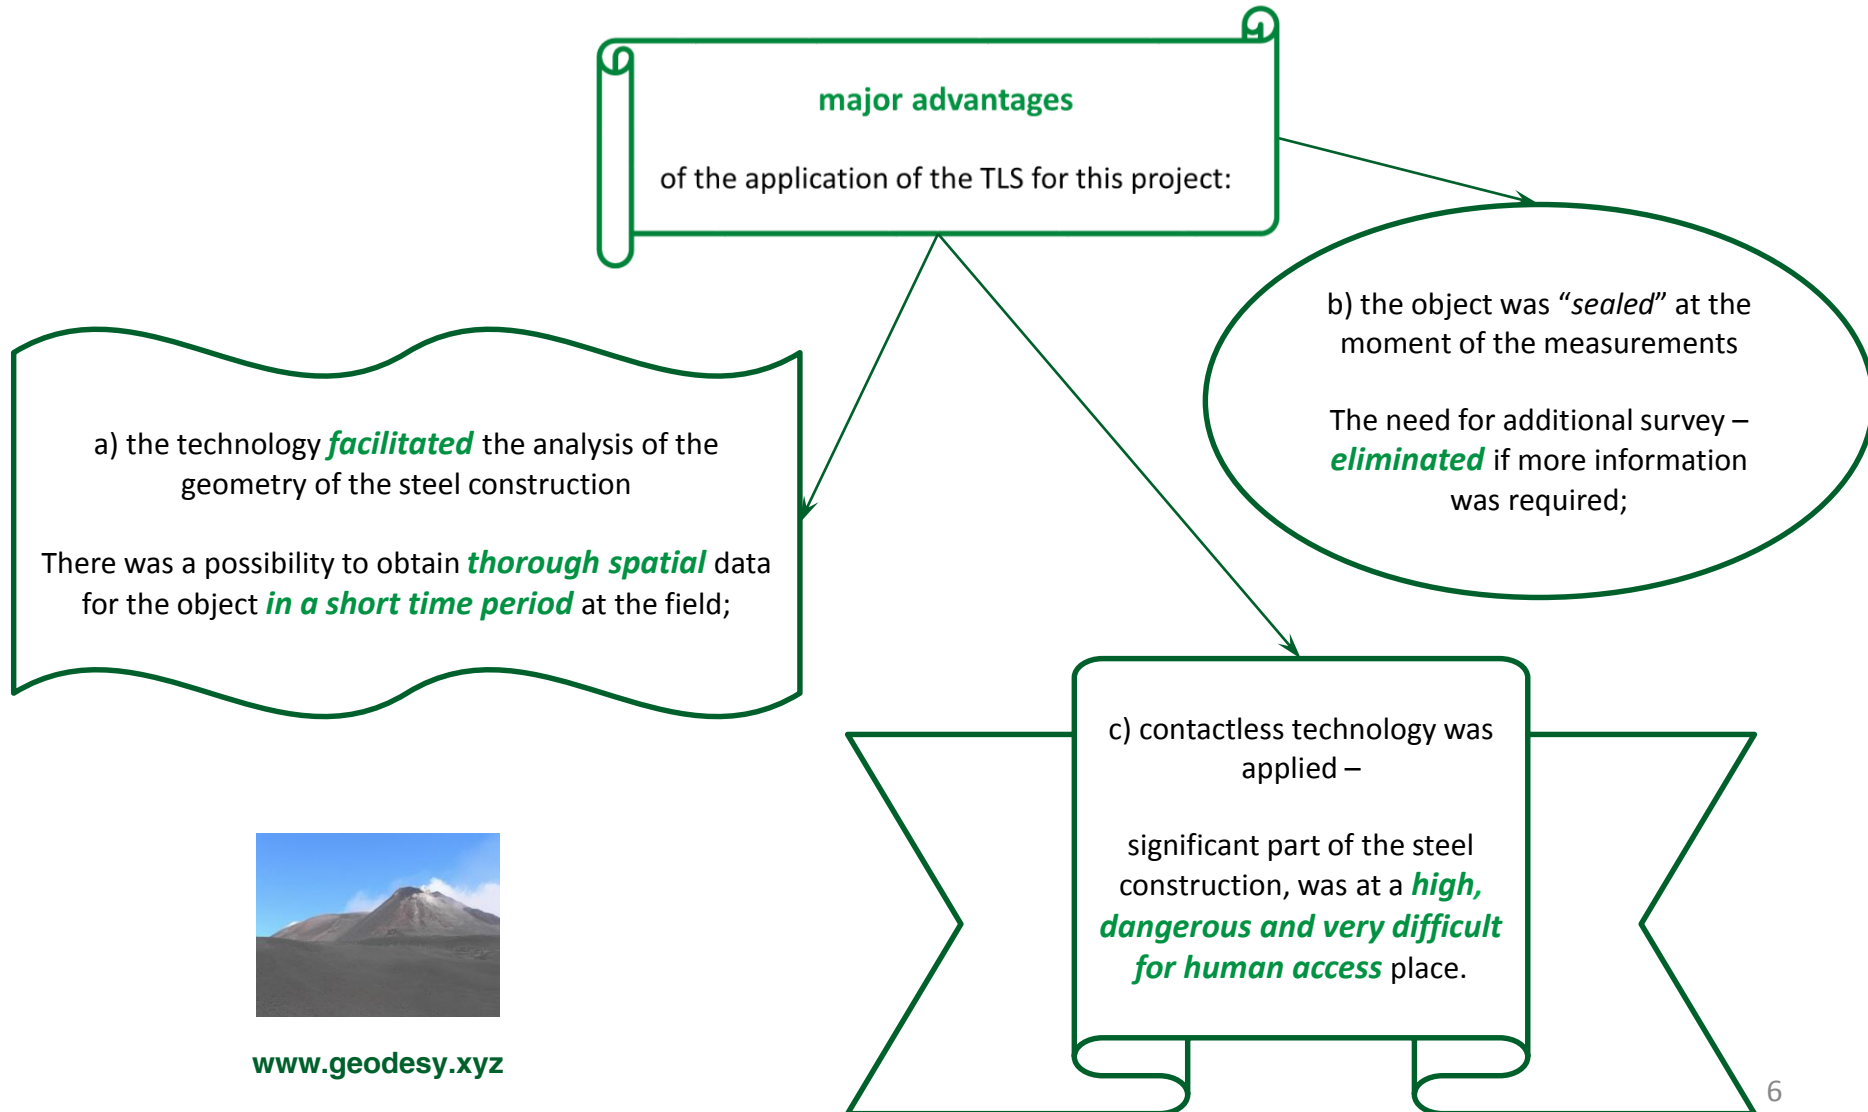 major advantages
of the application of the TLS for this project:
a) the technology facilitated the analysis of the
geometry of the steel construction
There was a possibility to obtain thorough spatial data
for the object in a short time period at the field;
b) the object was “sealed” at the
moment of the measurements
The need for additional survey –
eliminated if more information
was required;
c) contactless technology was
applied –
significant part of the steel
construction, was at a high,
dangerous and very difficult
for human access place.
www.geodesy.xyz
6